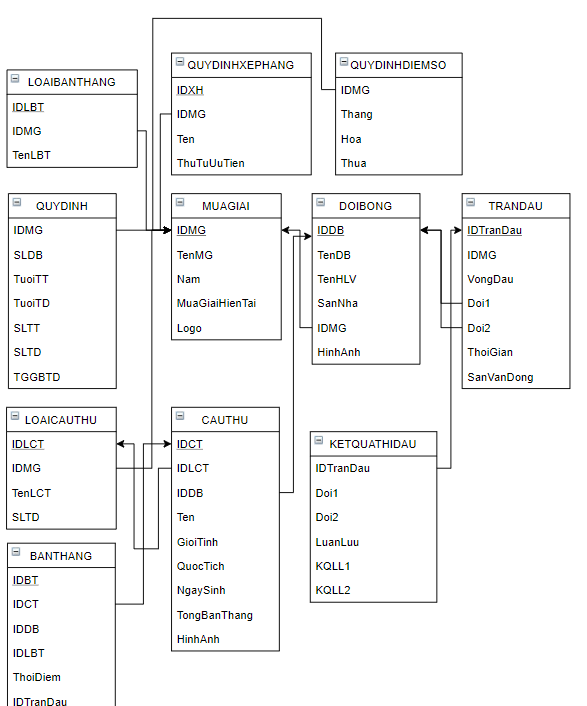 LOAIBANTHANG
IDLBT
IDMG
TenLBT
QUYDINHXEPHANG
IDXH
IDMG
Ten
ThuTuUuTien
QUYDINHDIEMSO
IDMG
Thang
Hoa
Thua
QUYDINH
IDMG
SLDB
TuoiTT
TuoiTD
SLTT
SLTD
TGGBTD
MUAGIAI
IDMG
TenMG
Nam
MuaGiaiHienTai
Logo
DOIBONG
IDDB
TenDB
TenHLV
SanNha
IDMG
HinhAnh
TRANDAU
IDTranDau
IDMG
VongDau
Doi1
Doi2
ThoiGian
SanVanDong
LOAICAUTHU
IDLCT
IDMG
TenLCT
SLTD
CAUTHU
IDCT
IDLCT
IDDB
Ten
GioiTinh
QuocTich
NgaySinh
TongBanThang
HinhAnh
KETQUATHIDAU
IDTranDau
Doi1
Doi2
LuanLuu
KQLL1
KQLL2
BANTHANG
IDBT
IDCT
IDDB
IDLBT
ThoiDiem
IDTranDau